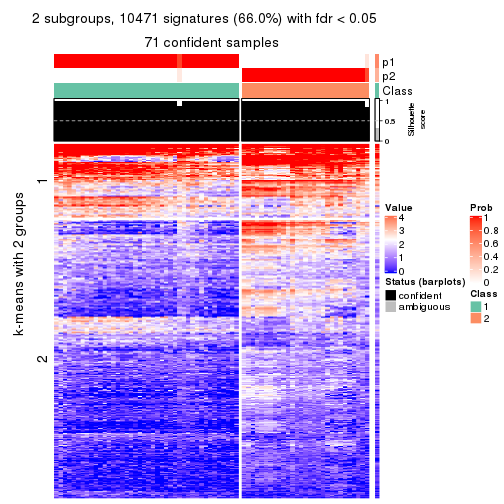 2 subgroups, 10471 signatures (66.0%) with fdr < 0.05
71 confident samples
p1
p2
Class
1
0.5
0
Silhouette
score
k-means with 2 groups
1
2
Value
4
3
2
1
0
Prob
1
0.8
0.6
0.4
0.2
0
Status (barplots)
confident
ambiguous
Class
1
2